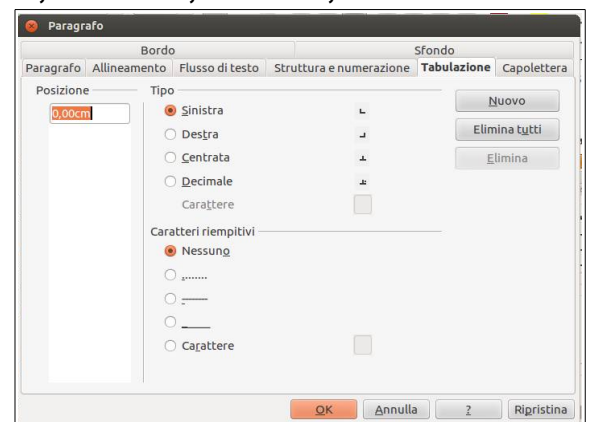 Paragrafo
Bordo Sfondo
Paragrafo Allineamento Flusso di testo Struttura e numerazione Tabulazione Capolettera
Posizione Tipo
0,00cm Sinistra Nuovo
Destra Elimina tutti
Centrata Elimina
Decimale
Carattere
Caratteri riempitivi
Nessuno
.......
-------
______
Carattere
OK Annulla ? Ripristina